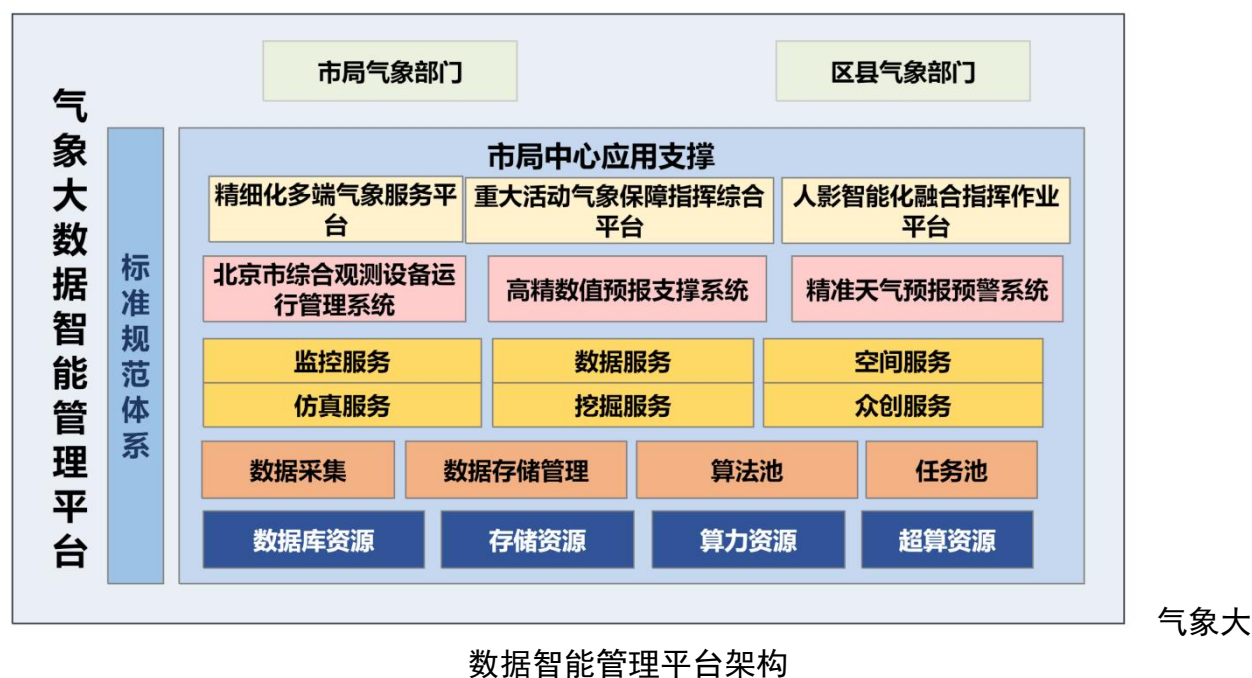 市局气象部门
区县气象部门
气象大数据智能管理平台
标准规范体系
市局中心应用支撑
精细化多端气象服务平
台
重大活动气象保障指挥综合
平台
人影智能化融合指挥作业
平台
北京市综合观测设备运
行管理系统
高精数值预报支撑系统
精准天气预报预警系统
监控服务
数据服务
空间服务
仿真服务
挖掘服务
众创服务
数据采集
数据存储管理
算法池
任务池
数据库资源
存储资源
算力资源
超算资源
气象大
数据智能管理平台架构